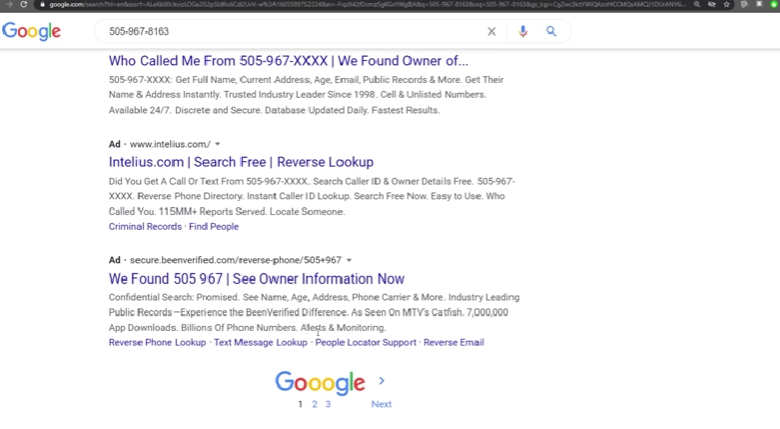 Google
505-967-8163
Who Called Me From 505-967-XXXX | We Found Owner of...
505-967-XXXX: Get Full Name, Current Address, Age, Email, Public Records & More. Get Their
Name & Address Instantly. Trusted Industry Leader Since 1998. Cell & Unlisted Numbers.
Available 24/7. Discrete and Secure. Database Updated Daily. Fastest Results.
Ad · www.intelius.com/
Intelius.com | Search Free | Reverse Lookup
Did You Get A Call Or Text From 505-967-XXXX. Search Caller ID & Owner Details Free. 505-967-
XXXX. Reverse Phone Directory. Instant Caller ID Lookup. Search Free Now. Easy to Use. Who
Called You. 115MM+ Reports Served. Locate Someone.
Criminal Records · Find People
Ad · secure.beenverified.com/reverse-phone/505+967
We Found 505 967 | See Owner Information Now
Confidential Search: Promised. See Name, Age, Address, Phone Carrier & More. Industry Leading
Public Records—Experience the BeenVerified Difference. As Seen On MTV's Catfish. 7,000,000
App Downloads. Billions Of Phone Numbers. Alerts & Monitoring.
Reverse Phone Lookup · Text Message Lookup · People Locator Support · Reverse Email
Gooogle >
1 2 3 Next